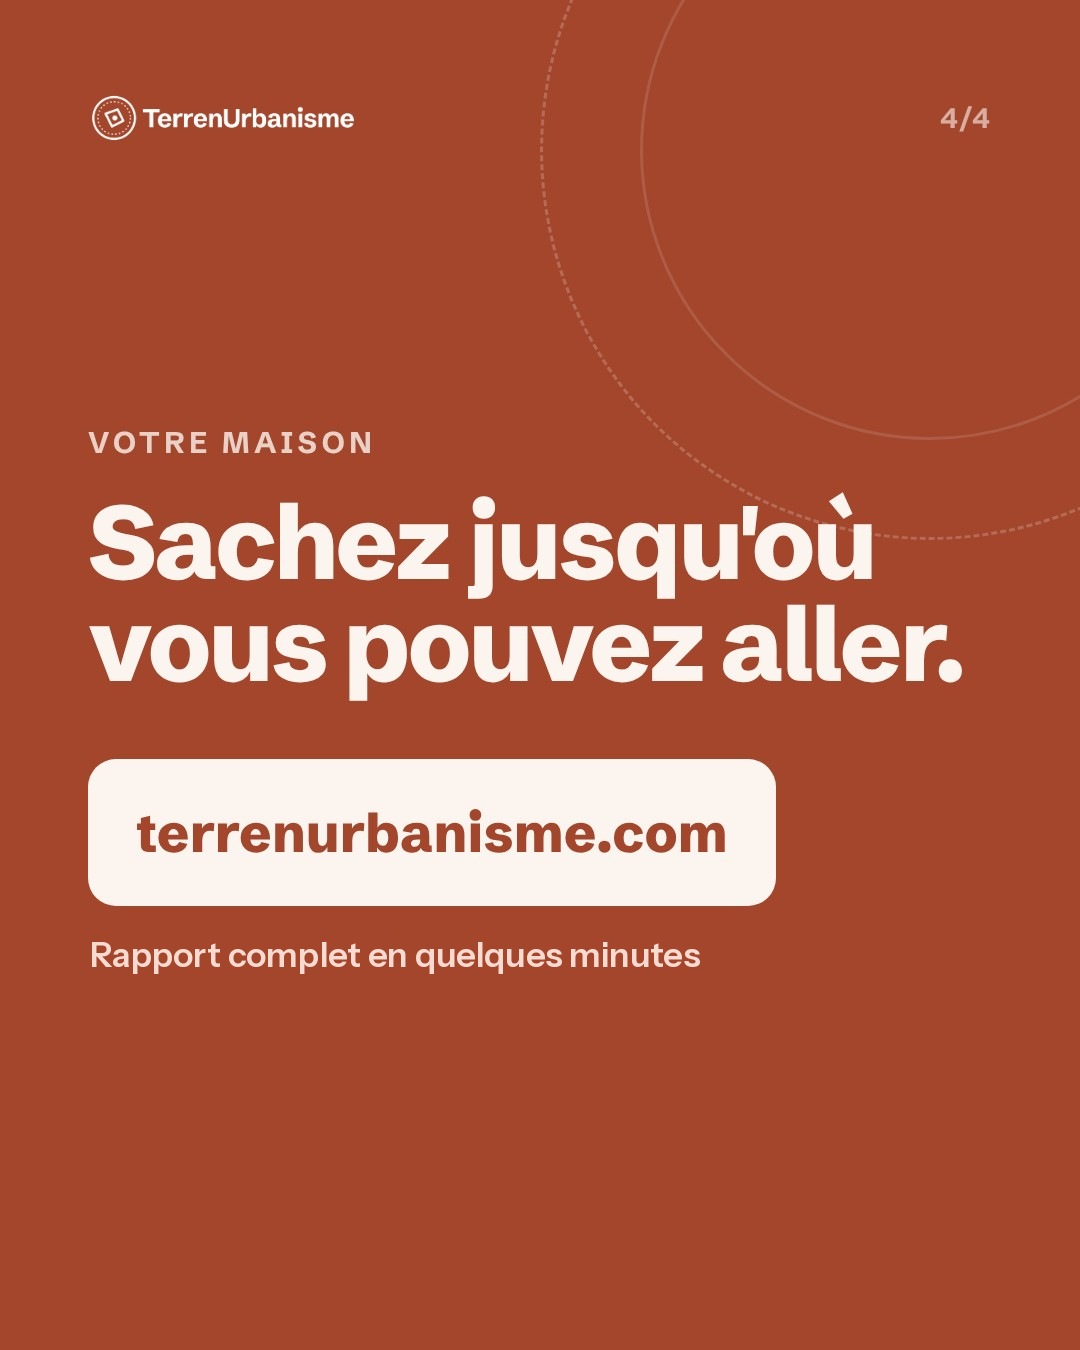 TerrenUrbanisme
4/4
VOTRE MAISON
Sachez jusqu'où
vous pouvez aller.
terrenurbanisme.com
Rapport complet en quelques minutes